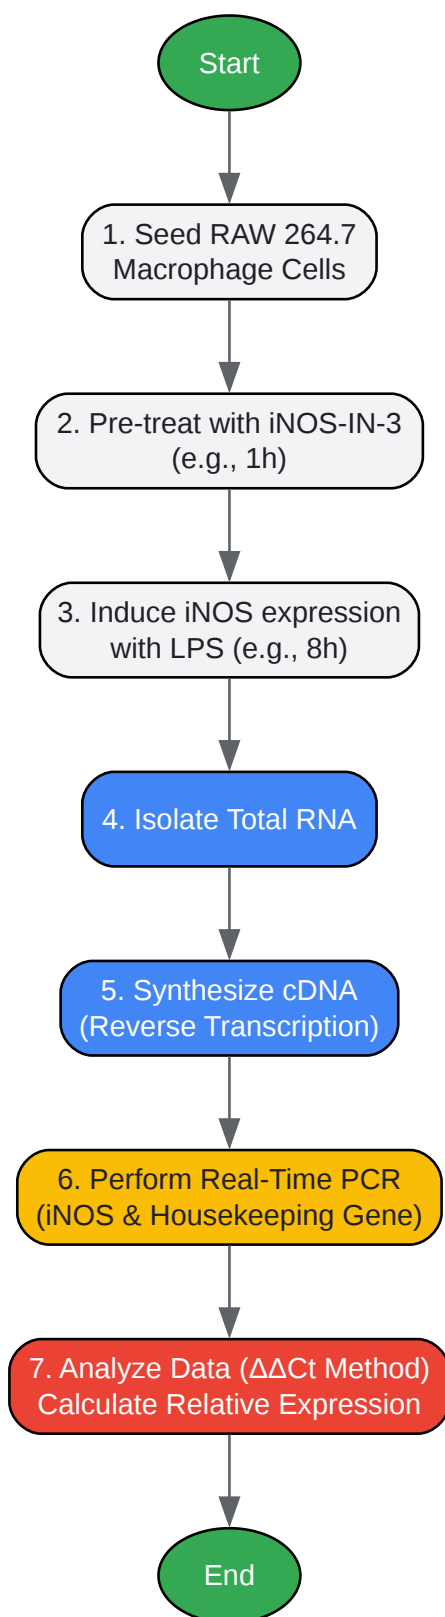 Start
1. Seed RAW 264.7
Macrophage Cells
2. Pre-treat with iNOS-IN-3
(e.g., 1h)
3. Induce iNOS expression
with LPS (e.g., 8h)
4. Isolate Total RNA
5. Synthesize cDNA
(Reverse Transcription)
6. Perform Real-Time PCR
(iNOS & Housekeeping Gene)
7. Analyze Data (ΔΔCt Method)
Calculate Relative Expression
End